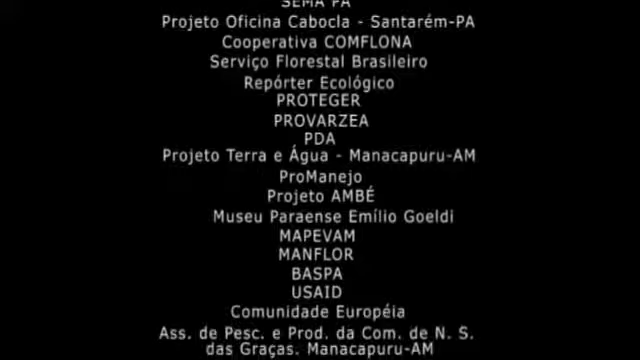 SEMA PA
Projeto Oficina Cabocla - Santarém-PA
Cooperativa COMFLONA
Serviço Florestal Brasileiro
Repórter Ecológico
PROTEGER
PROVARZEA
PDA
Projeto Terra e Água - Manacapuru-AM
ProManejo
Projeto AMBÉ
Museu Paraense Emílio Goeldi
MAPEVAM
MANFLOR
BASPA
USAID
Comunidade Européia
Ass. de Pesc. e Prod. da Com. de N. S.
das Graças. Manacapuru-AM